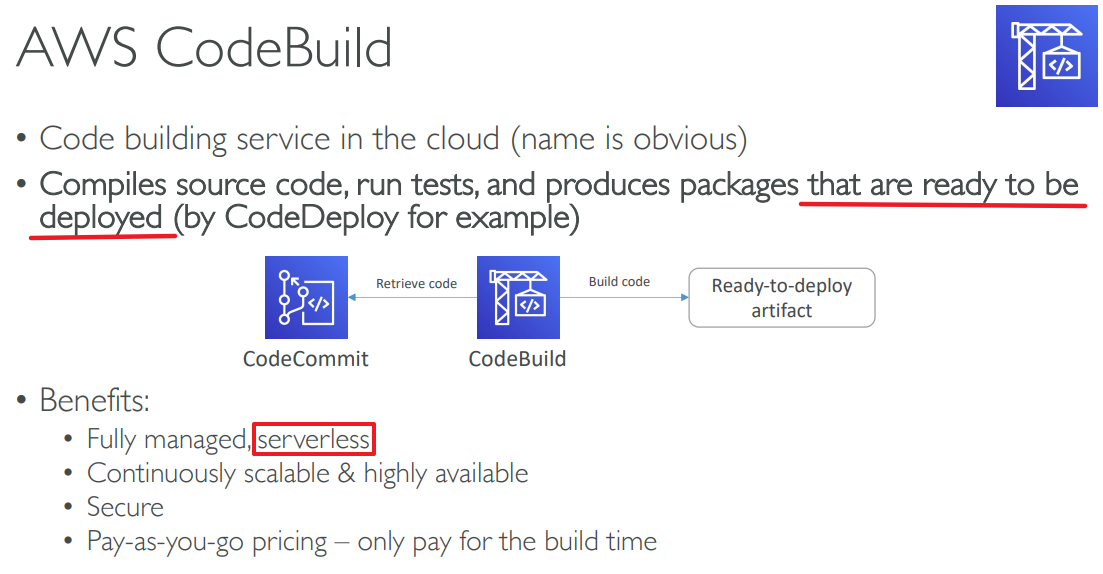 AWS CodeBuild
• Code building service in the cloud (name is obvious)
• Compiles source code, run tests, and produces packages that are ready to be
deployed (by CodeDeploy for example)
Retrieve code
Build code
Ready-to-deploy
artifact
CodeCommit
CodeBuild
• Benefits:
• Fully managed, serverless
• Continuously scalable & highly available
• Secure
• Pay-as-you-go pricing – only pay for the build time